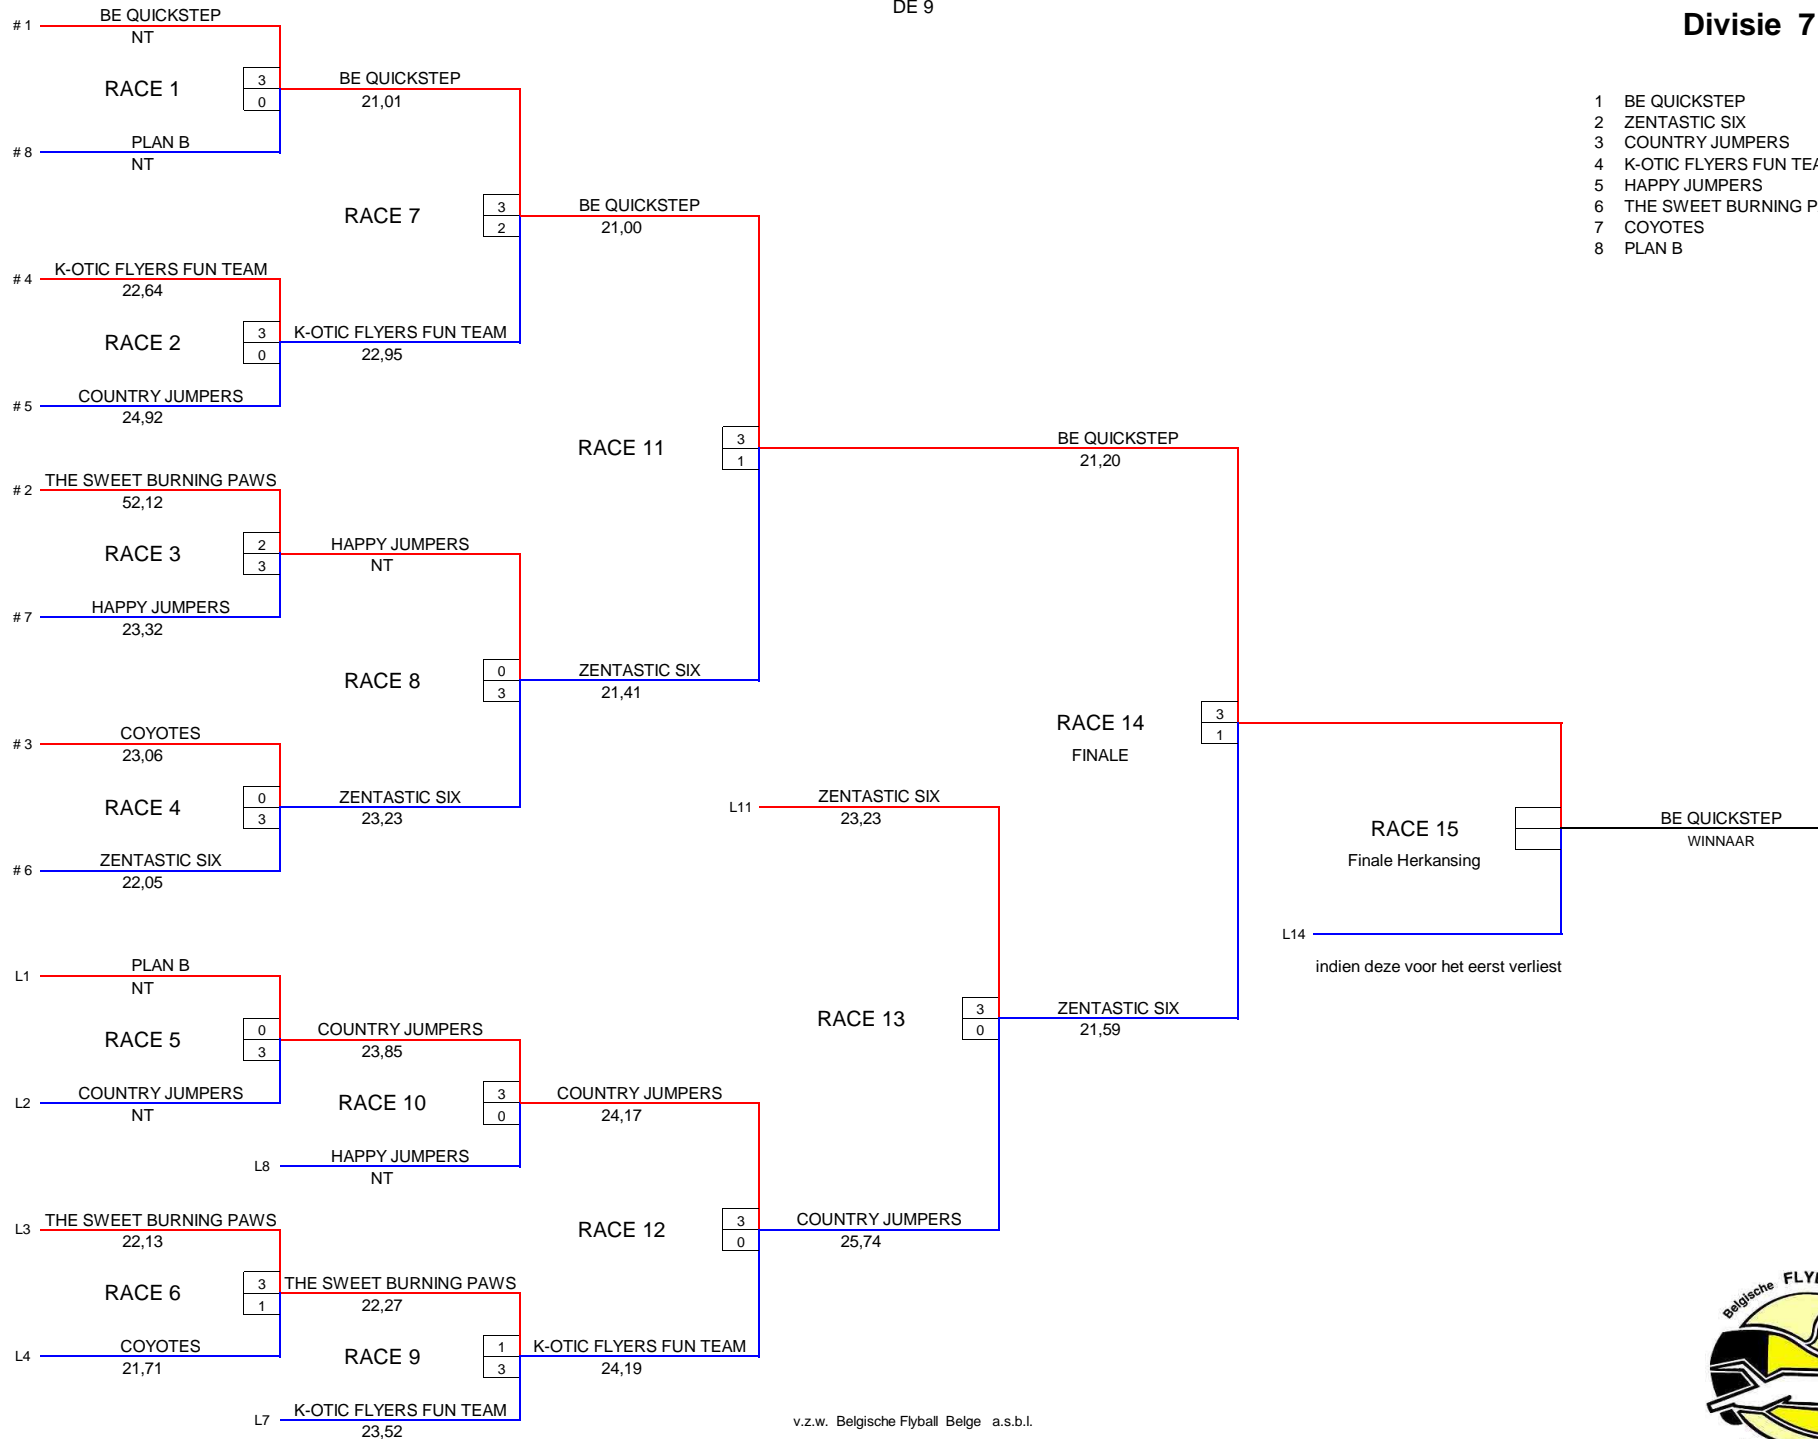 DE 9
Divisie 7
1 BE QUICKSTEP
2 ZENTASTIC SIX
3 COUNTRY JUMPERS
4 K-OTIC FLYERS FUN TEA
5 HAPPY JUMPERS
6 THE SWEET BURNING P
7 COYOTES
8 PLAN B
# 1 BE QUICKSTEP
NT
RACE 1
3
0
# 8 PLAN B
NT
BE QUICKSTEP
21,01
RACE 7
3
2
# 4 K-OTIC FLYERS FUN TEAM
22,64
RACE 2
3
0
# 5 COUNTRY JUMPERS
24,92
K-OTIC FLYERS FUN TEAM
22,95
BE QUICKSTEP
21,00
RACE 11
3
1
# 2 THE SWEET BURNING PAWS
52,12
RACE 3
2
3
# 7 HAPPY JUMPERS
23,32
HAPPY JUMPERS
NT
RACE 8
0
3
# 3 COYOTES
23,06
RACE 4
0
3
# 6 ZENTASTIC SIX
22,05
ZENTASTIC SIX
23,23
ZENTASTIC SIX
21,41
BE QUICKSTEP
21,20
RACE 14
FINALE
3
1
L11 ZENTASTIC SIX
23,23
RACE 13
3
0
ZENTASTIC SIX
21,59
RACE 15
Finale Herkansing
BE QUICKSTEP
WINNAAR
L14
indien deze voor het eerst verliest
L1 PLAN B
NT
RACE 5
0
3
L2 COUNTRY JUMPERS
NT
COUNTRY JUMPERS
23,85
RACE 10
3
0
L8 HAPPY JUMPERS
NT
COUNTRY JUMPERS
24,17
RACE 12
3
0
COUNTRY JUMPERS
25,74
L3 THE SWEET BURNING PAWS
22,13
RACE 6
3
1
L4 COYOTES
21,71
THE SWEET BURNING PAWS
22,27
RACE 9
1
3
L7 K-OTIC FLYERS FUN TEAM
23,52
K-OTIC FLYERS FUN TEAM
24,19
v.z.w. Belgische Flyball Belge a.s.b.l.
Belgische